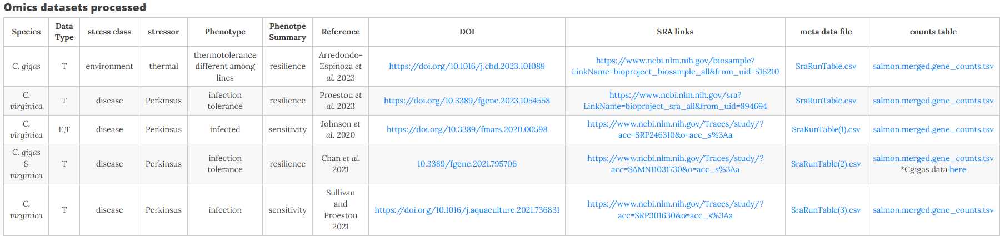 Omics datasets processed
Species | Data Type | stress class | stressor | Phenotype | Phenotpe Summary | Reference | DOI | SRA links | meta data file | counts table
C. gigas | T | environment | thermal | thermotolerance different among lines | resilience | Arredondo-Espinoza et al. 2023 | https://doi.org/10.1016/j.cbd.2023.101089 | https://www.ncbi.nlm.nih.gov/biosample?LinkName=bioproject_biosample_all&from_uid=516210 | SraRunTable.csv | salmon.merged.gene_counts.tsv
C. virginica | T | disease | Perkinsus | infection tolerance | resilience | Proestou et al. 2023 | https://doi.org/10.3389/fgene.2023.1054558 | https://www.ncbi.nlm.nih.gov/sra?LinkName=bioproject_sra_all&from_uid=894694 | SraRunTable.csv | salmon.merged.gene_counts.tsv
C. virginica | E,T | disease | Perkinsus | infected | sensitivity | Johnson et al. 2020 | https://doi.org/10.3389/fmars.2020.00598 | https://www.ncbi.nlm.nih.gov/Traces/study/?acc=SRP246310&o=acc_s%3Aa | SraRunTable(1).csv | salmon.merged.gene_counts.tsv
C. gigas & virginica | T | disease | Perkinsus | infection tolerance | resilience | Chan et al. 2021 | 10.3389/fgene.2021.795706 | https://www.ncbi.nlm.nih.gov/Traces/study/?acc=SAMN11031730&o=acc_s%3Aa | SraRunTable(2).csv | salmon.merged.gene_counts.tsv *Cgigas data here
C. virginica | T | disease | Perkinsus | infection | sensitivity | Sullivan and Proestou 2021 | https://doi.org/10.1016/j.aquaculture.2021.736831 | https://www.ncbi.nlm.nih.gov/Traces/study/?acc=SRP301630&o=acc_s%3Aa | SraRunTable(3).csv | salmon.merged.gene_counts.tsv